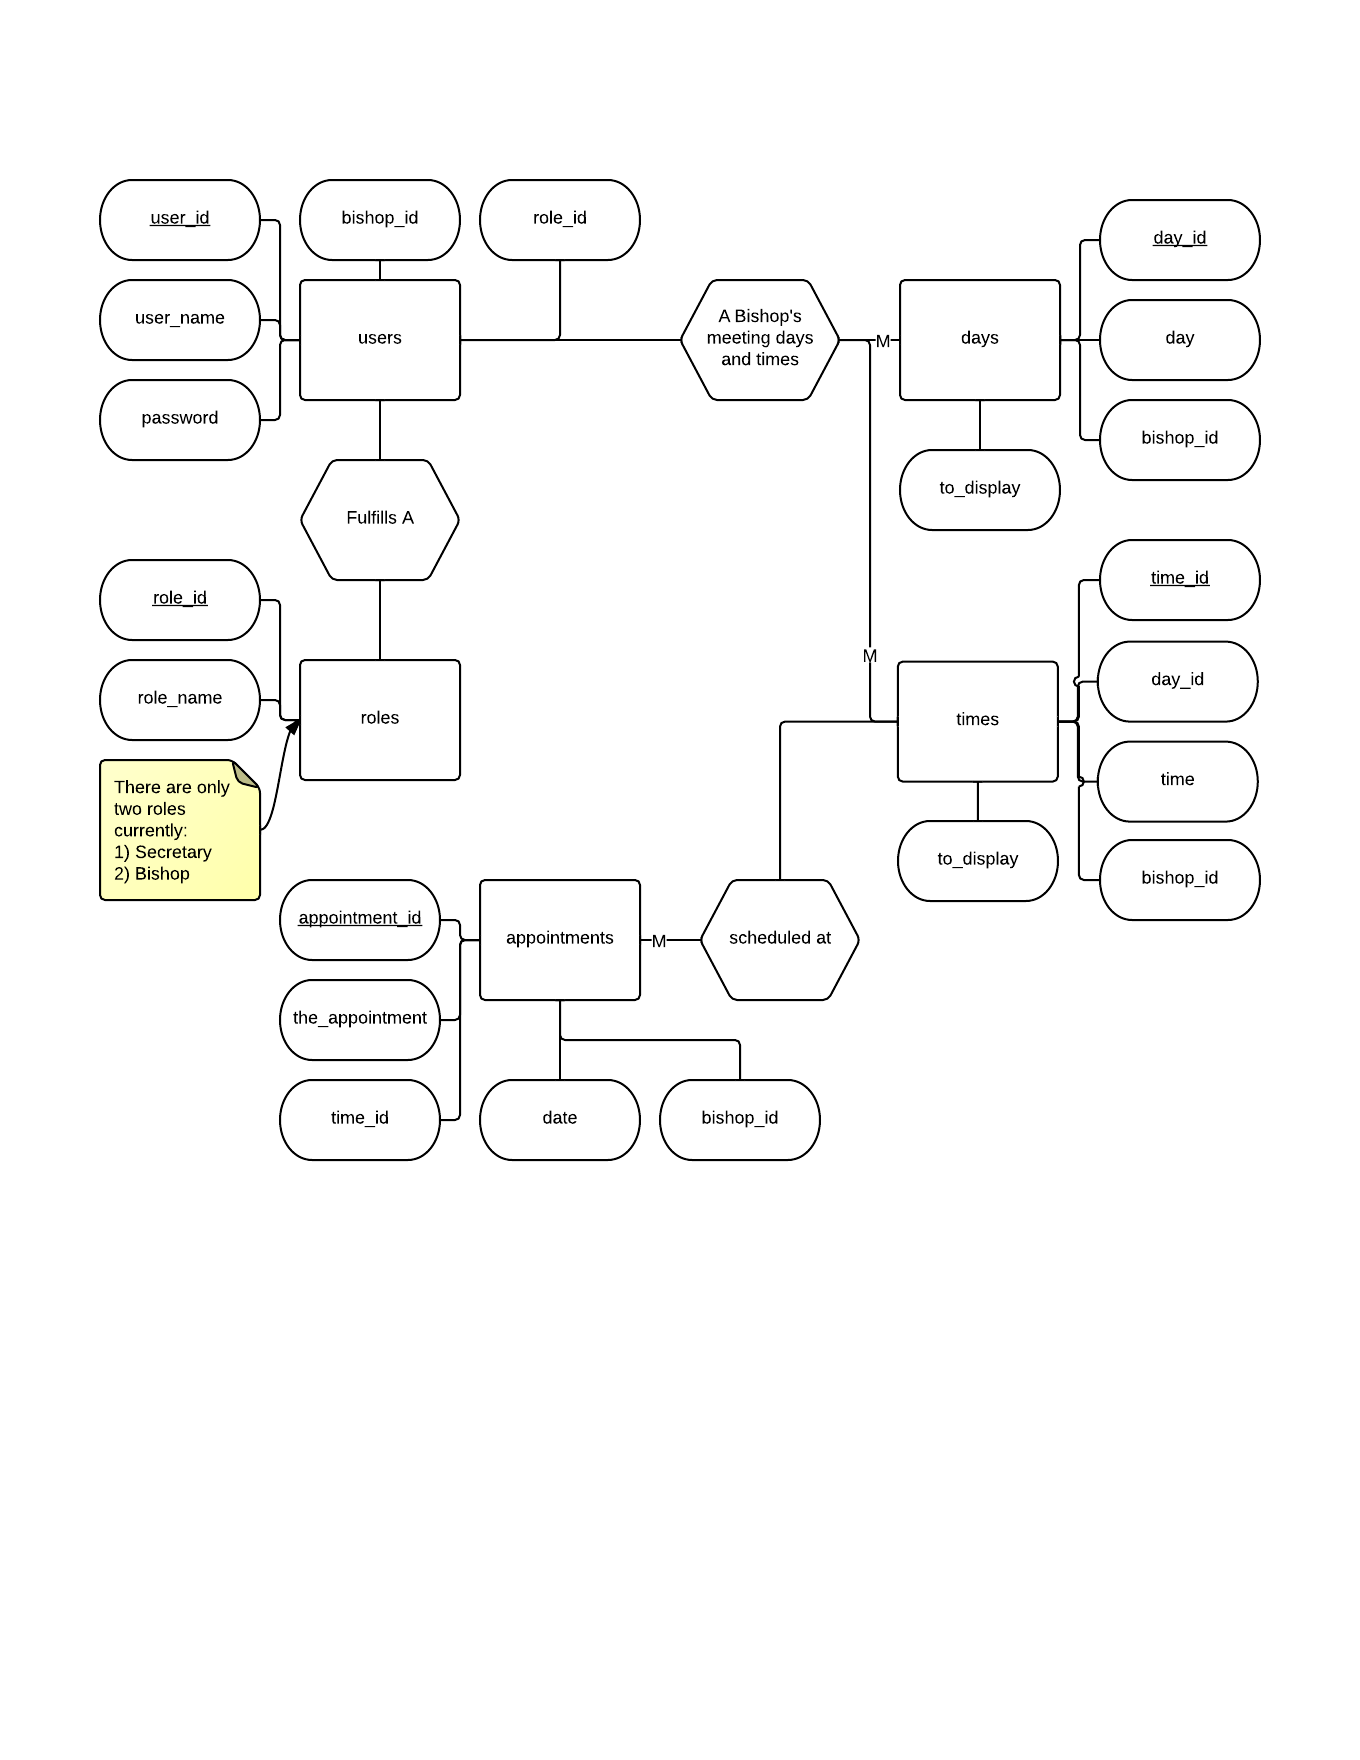 user_id
bishop_id
role_id
user_name
users
password
A Bishop's
meeting days
and times
M
days
day_id
day
bishop_id
to_display
Fulfills A
role_id
role_name
roles
There are only
two roles
currently:
1) Secretary
2) Bishop
M
times
time_id
day_id
time
bishop_id
to_display
appointment_id
appointments
M
scheduled at
the_appointment
time_id
date
bishop_id